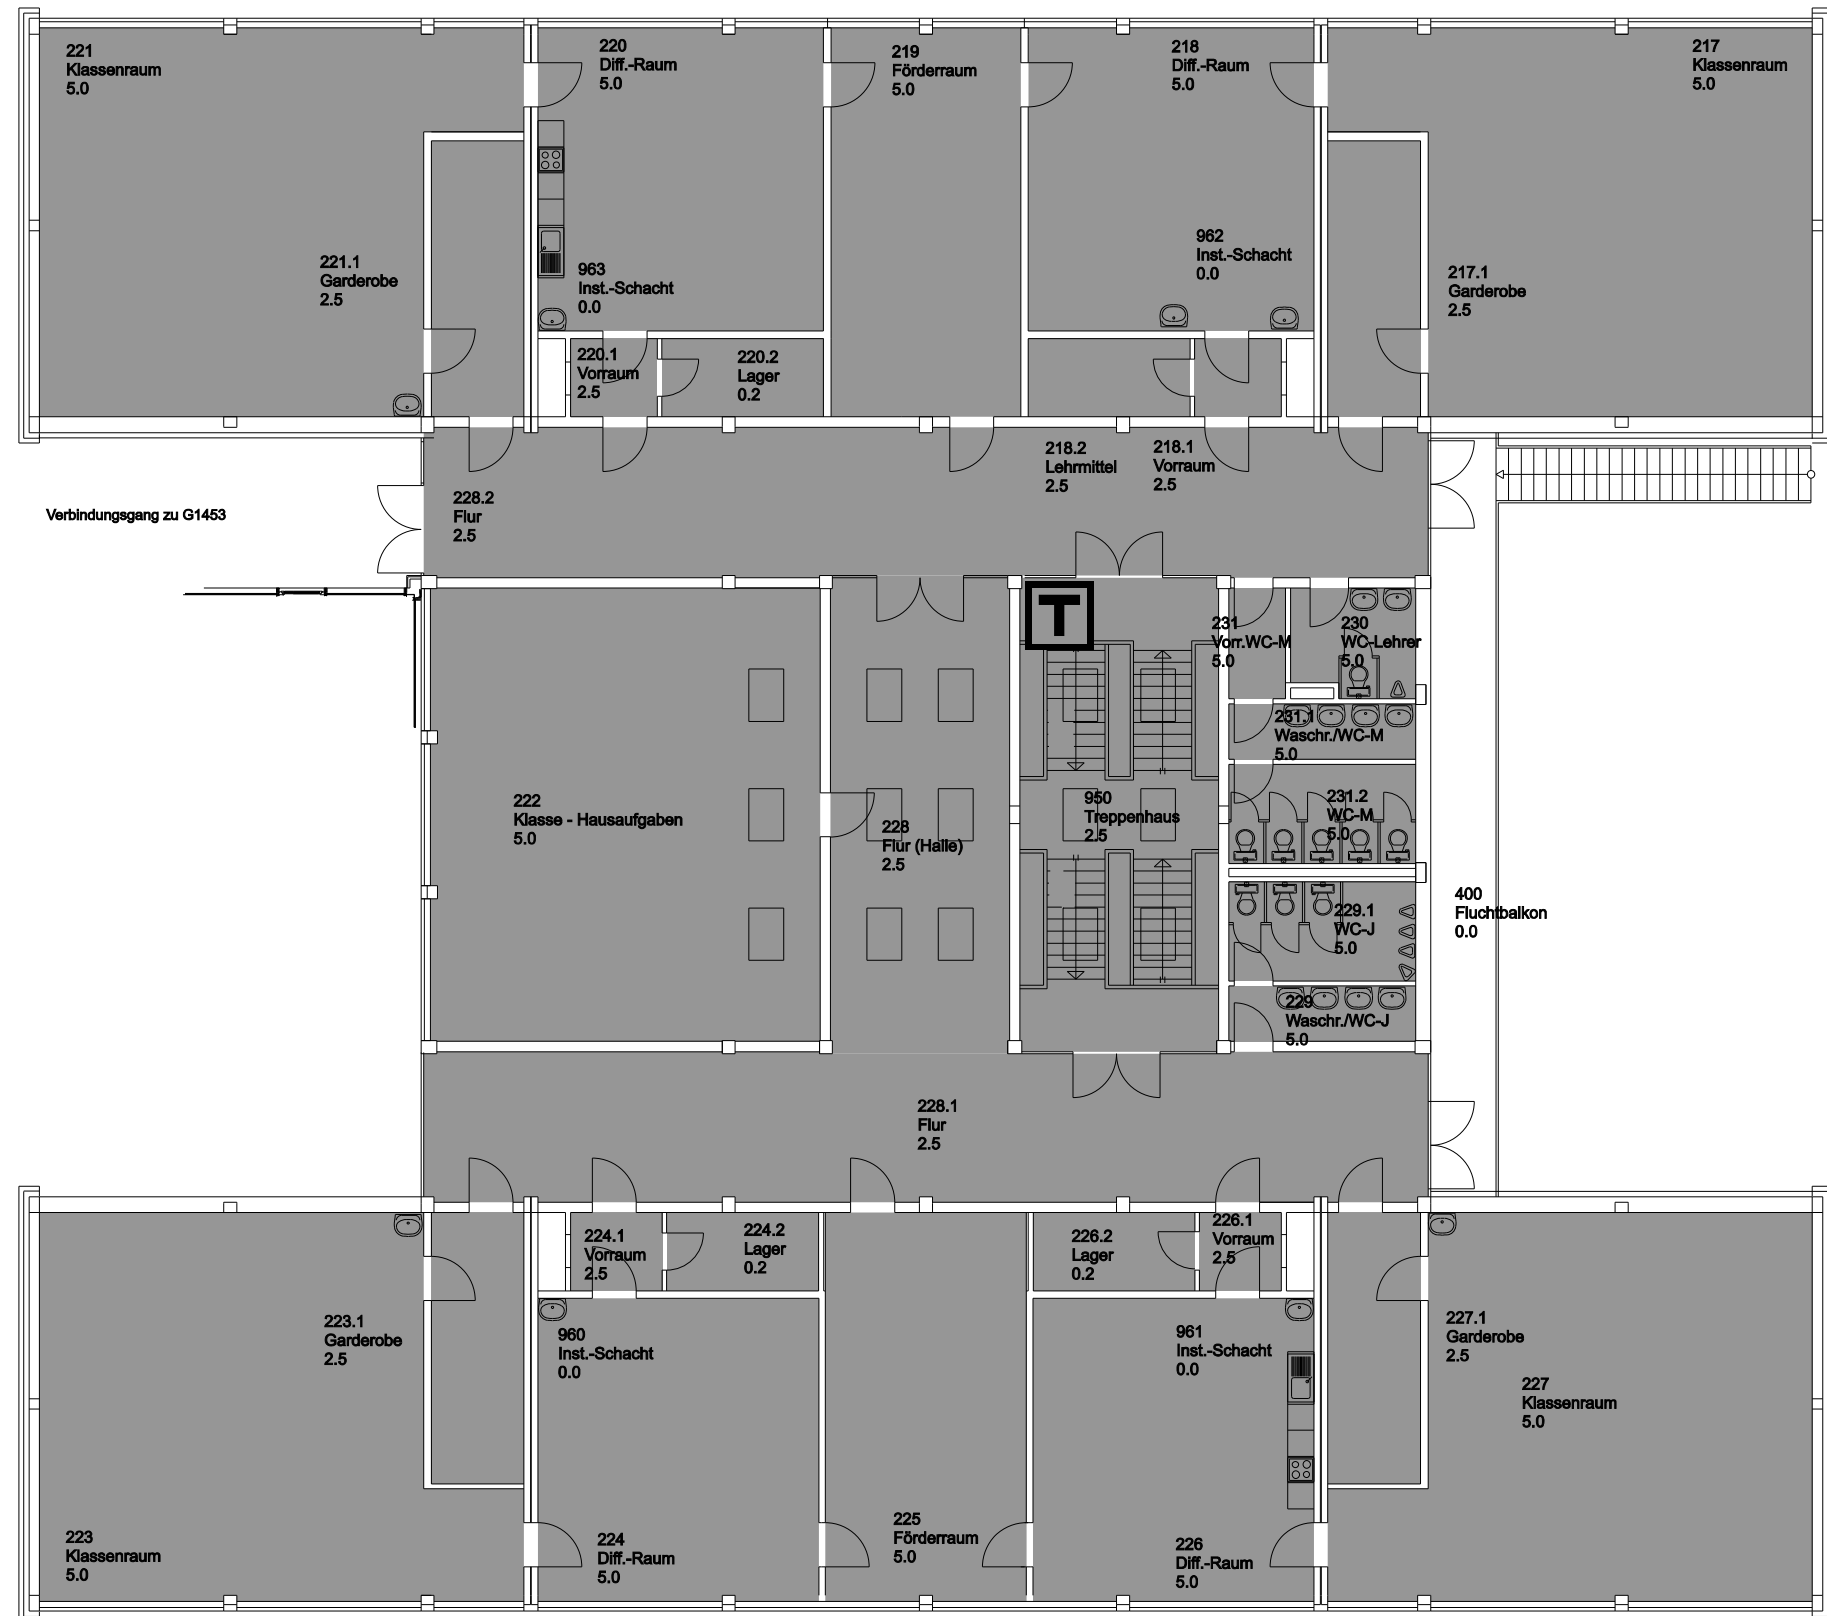 221
Klassenraum
5.0
220
Diff.-Raum
5.0
219
Förderraum
5.0
218
Diff.-Raum
5.0
217
Klassenraum
5.0
221.1
Garderobe
2.5
963
Inst.-Schacht
0.0
962
Inst.-Schacht
0.0
217.1
Garderobe
2.5
220.1
Vorraum
2.5
220.2
Lager
0.2
218.2
Lehrmittel
2.5
218.1
Vorraum
2.5
228.2
Flur
2.5
Verbindungsgang zu G1453
T
231
Vorr.WC-M
5.0
230
WC-Lehrer
5.0
231.1
Waschr./WC-M
5.0
222
Klasse - Hausaufgaben
5.0
228
Flur (Halle)
2.5
950
Treppenhaus
2.5
231.2
WC-M
5.0
229.1
WC-J
5.0
400
Fluchtbalkon
0.0
229
Waschr./WC-J
5.0
228.1
Flur
2.5
224.1
Vorraum
2.5
224.2
Lager
0.2
226.2
Lager
0.2
226.1
Vorraum
2.5
223.1
Garderobe
2.5
960
Inst.-Schacht
0.0
961
Inst.-Schacht
0.0
227.1
Garderobe
2.5
227
Klassenraum
5.0
223
Klassenraum
5.0
224
Diff.-Raum
5.0
225
Förderraum
5.0
226
Diff.-Raum
5.0